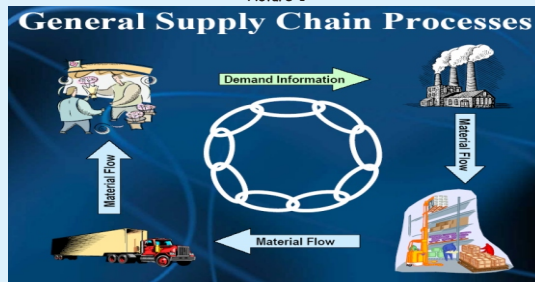 General Supply Chain Processes
Demand Information
Material Flow
Material Flow
Material Flow